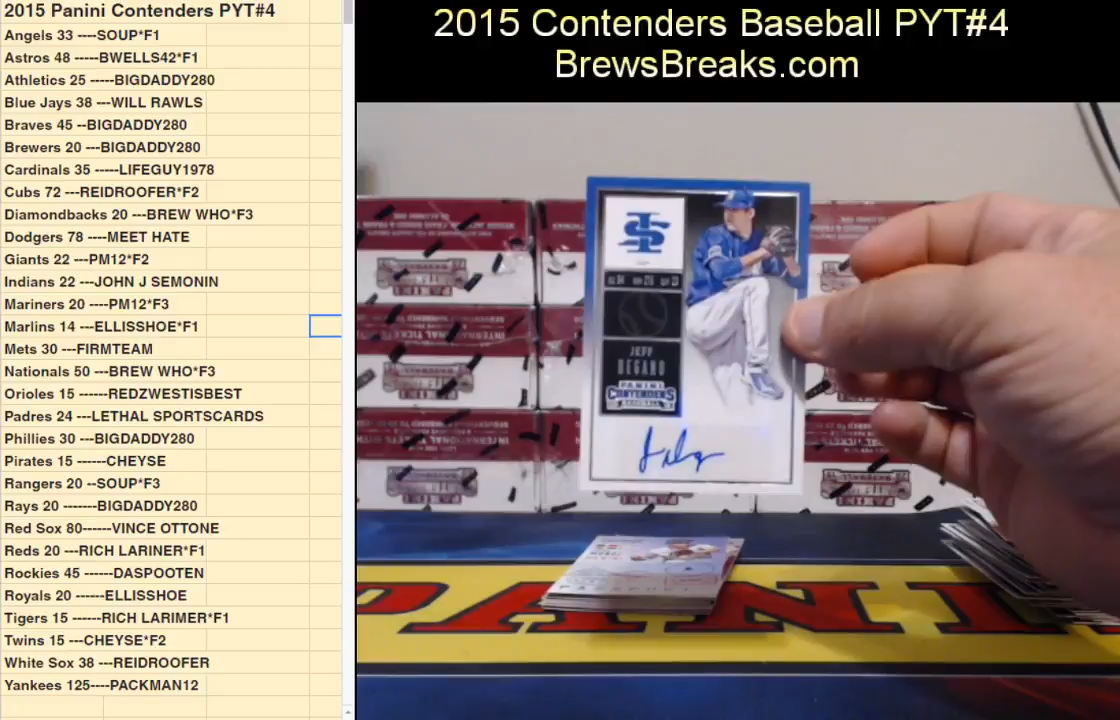 2015 Panini Contenders PYT#4
Angels 33 ----SOUP*F1
Astros 48 -----BWELLS42*F1
Athletics 25 -----BIGDADDY280
Blue Jays 38 ---WILL RAWLS
Braves 45 --BIGDADDY280
Brewers 20 ---BIGDADDY280
Cardinals 35 -----LIFEGUY1978
Cubs 72 ---REIDROOFER*F2
Diamondbacks 20 ---BREW WHO*F3
Dodgers 78 ----MEET HATE
Giants 22 ----PM12*F2
Indians 22 ----JOHN J SEMONIN
Mariners 20 ----PM12*F3
Marlins 14 ---ELLISSHOE*F1
Mets 30 ---FIRMTEAM
Nationals 50 ---BREW WHO*F3
Orioles 15 ------REDZWESTISBEST
Padres 24 ---LETHAL SPORTSCARDS
Phillies 30 ---BIGDADDY280
Pirates 15 ------CHEYSE
Rangers 20 ---SOUP*F3
Rays 20 -------BIGDADDY280
Red Sox 80------VINCE OTTONE
Reds 20 ---RICH LARINER*F1
Rockies 45 ------DASPOOTEN
Royals 20 ------ELLISSHOE
Tigers 15 ------RICH LARIMER*F1
Twins 15 ---CHEYSE*F2
White Sox 38 ---REIDROOFER
Yankees 125----PACKMAN12
2015 Contenders Baseball PYT#4
BrewsBreaks.com
JEFF
DEGANO
PANINI
CONTENDERS
BASEBALL
PANINI